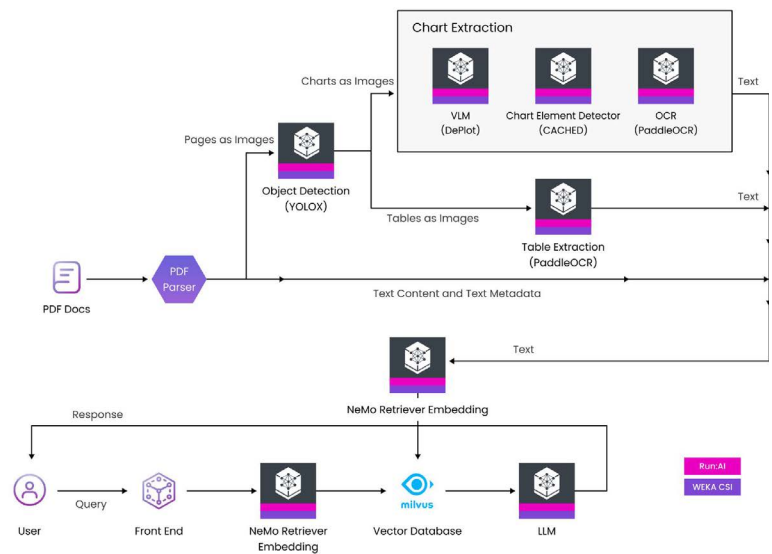 Chart Extraction
Charts as Images
VLM
(DePlot)
Chart Element Detector
(CACHED)
OCR
(PaddleOCR)
Text
Pages as Images
Object Detection
(YOLOX)
Tables as Images
Table Extraction
(PaddleOCR)
Text
PDF Docs
PDF
Parser
Text Content and Text Metadata
Text
NeMo Retriever Embedding
Response
User
Query
Front End
NeMo Retriever
Embedding
milvus
Vector Database
LLM
Run:AI
WEKA CSI